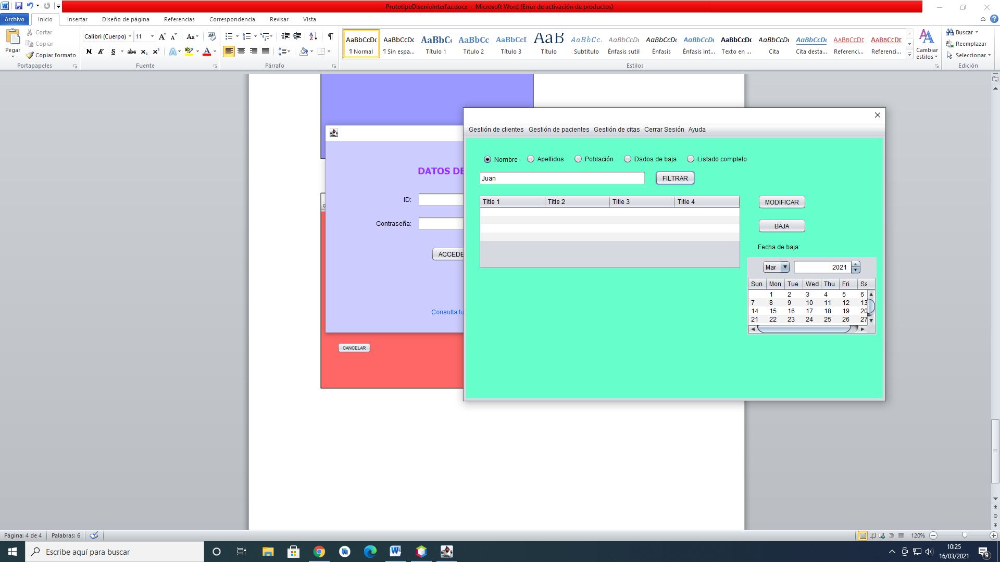 PrototipoDisenioInterfaz.docx - Microsoft Word (Error de activación de productos)
Archivo Inicio Insertar Diseño de página Referencias Correspondencia Revisar Vista
Pegar
Cortar
Copiar
Copiar formato
Portapapeles
Calibri (Cuerpo) 11
N K S abc x₂ x²
Fuente
Párrafo
AaBbCcDc AaBbCcDc AaBbC AaBbCc AaBbCcI AaB AaBbCc. AaBbCcDc AaBbCcDc AaBbCcDc AaBbCcDc AaBbCcDc AaBbCcDc AaBbCcDc AaBbCcDc
¶ Normal ¶ Sin espa... Título 1 Título 2 Título 3 Título Subtítulo Énfasis sutil Énfasis Énfasis int... Texto en ... Cita Cita desta... Referenci... Referenci...
Estilos
Cambiar estilos
Buscar
Reemplazar
Seleccionar
Edición
DATOS DE
ID:
Contraseña:
ACCEDE
Consulta tu
CANCELAR
Gestión de clientes Gestión de pacientes Gestión de citas Cerrar Sesión Ayuda
Nombre Apellidos Población Dados de baja Listado completo
Juan FILTRAR
Title 1 Title 2 Title 3 Title 4
MODIFICAR
BAJA
Fecha de baja:
Mar 2021
Sun Mon Tue Wed Thu Fri Sa
1 2 3 4 5 6
7 8 9 10 11 12 13
14 15 16 17 18 19 20
21 22 23 24 25 26 27
Página: 4 de 4 Palabras: 6 120%
Escribe aquí para buscar
10:25
16/03/2021
9